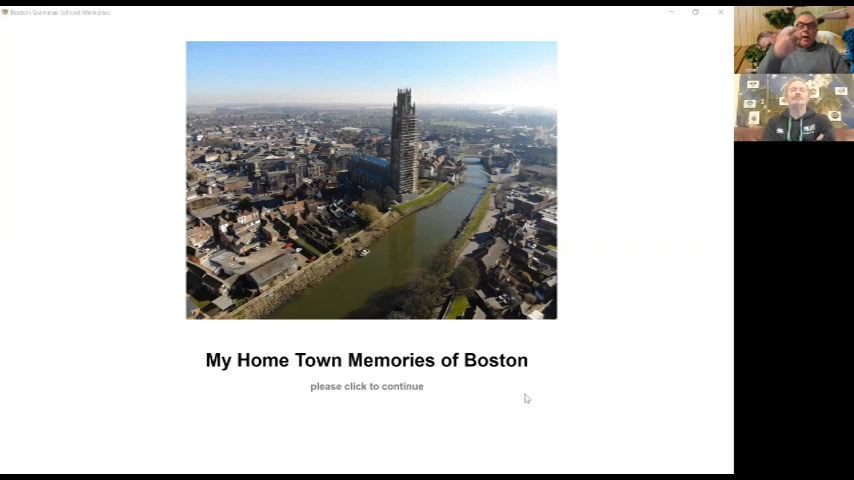 Boston Grammar School Memories
My Home Town Memories of Boston
please click to continue